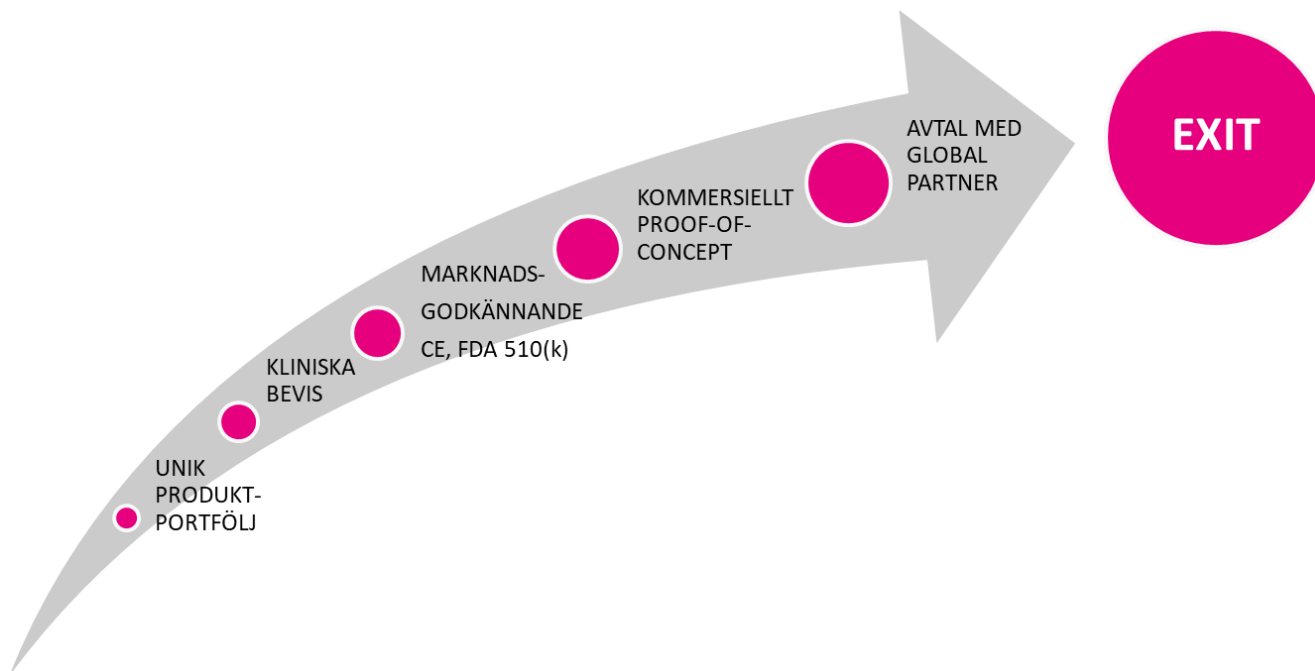 UNIK
PRODUKT-
PORTFÖLJ
KLINISKA
BEVIS
MARKNADS-
GODKÄNNANDE
CE, FDA 510(k)
KOMMERSIELLT
PROOF-OF-
CONCEPT
AVTAL MED
GLOBAL
PARTNER
EXIT